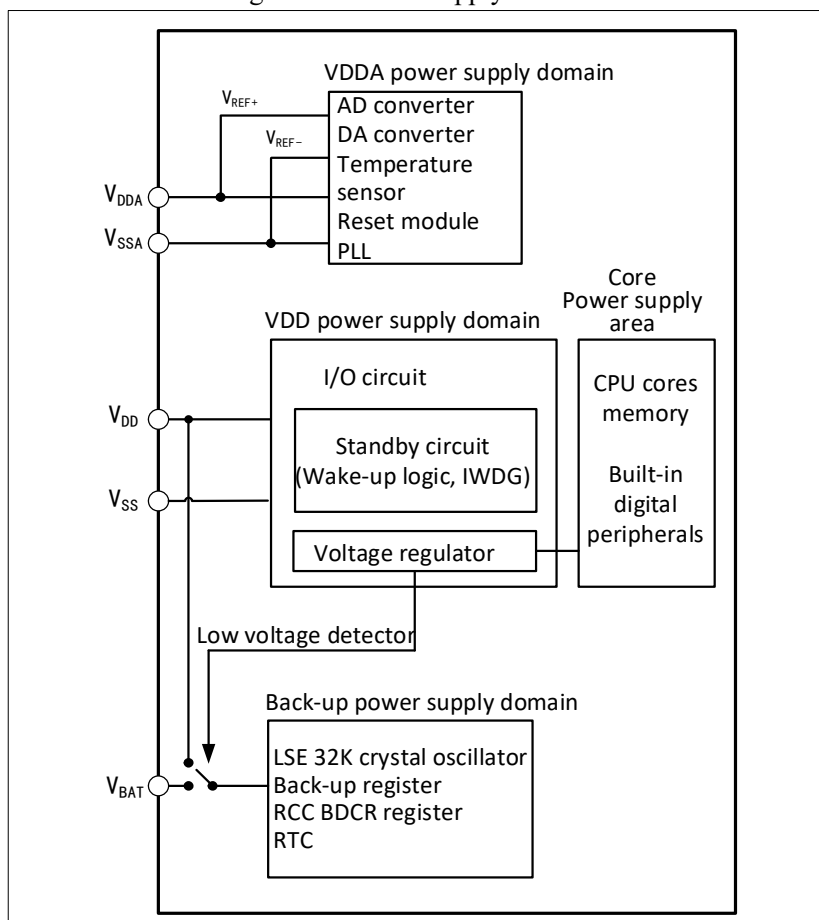 VDDA power supply domain
VREF+
AD converter
DA converter
VREF-
Temperature
sensor
Reset module
PLL
VDDA
VSSA
Core
Power supply
area
VDD power supply domain
I/O circuit
CPU cores
memory
Built-in
digital
peripherals
VDD
Standby circuit
(Wake-up logic, IWDG)
VSS
Voltage regulator
Low voltage detector
Back-up power supply domain
LSE 32K crystal oscillator
Back-up register
RCC BDCR register
RTC
VBAT